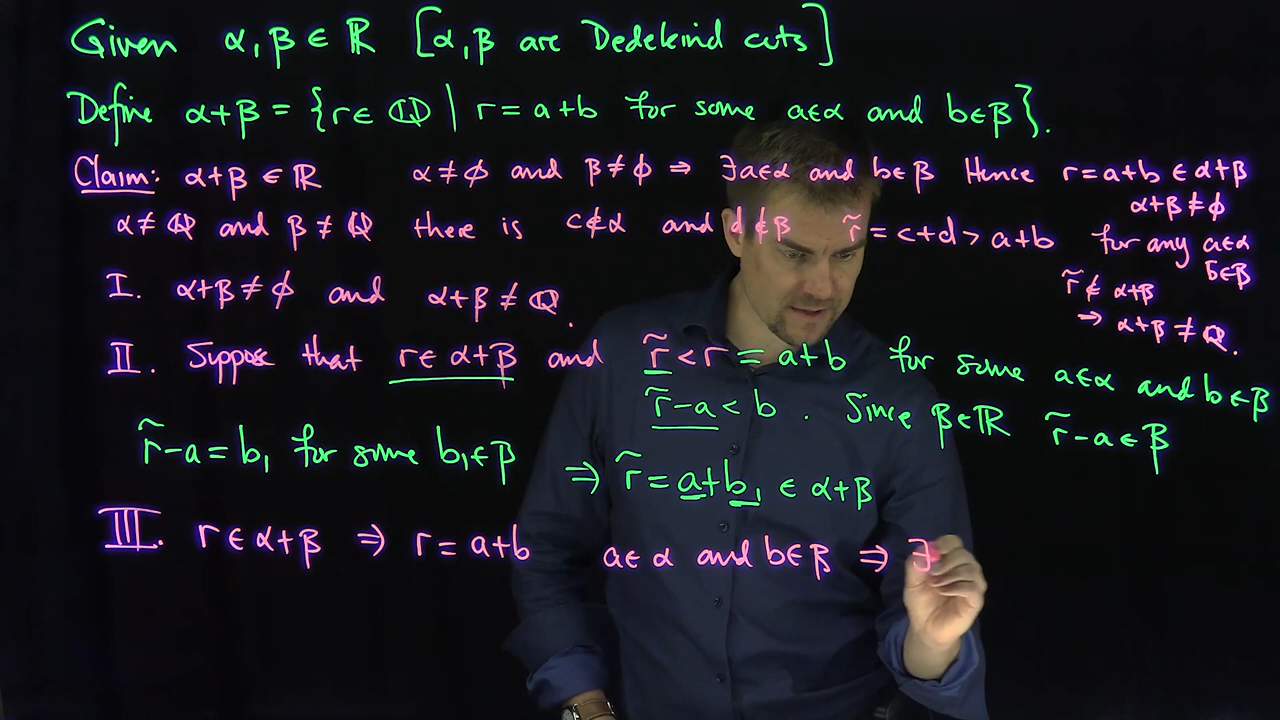 Given α, β ∈ ℝ [α, β are Dedekind cuts]
Define α+β = {r ∈ ℚ | r = a+b for some a∈α and b∈β}.
Claim: α+β ∈ ℝ α≠∅ and β≠∅ ⇒ ∃a∈α and b∈β Hence r=a+b ∈ α+β
α+β≠∅
α≠ℚ and β≠ℚ there is c∉α and d∉β r̃ = c+d > a+b for any a∈α
b∈β
I. α+β≠∅ and α+β≠ℚ.
r̃ ∉ α+β
⇒ α+β ≠ ℚ.
II. Suppose that r∈α+β and r̃ < r = a+b for some a∈α and b∈β
r̃-a < b. Since β∈ℝ r̃-a∈β
r̃-a = b₁ for some b₁∈β ⇒ r̃ = a+b₁ ∈ α+β
III. r∈α+β ⇒ r = a+b a∈α and b∈β ⇒ ∃